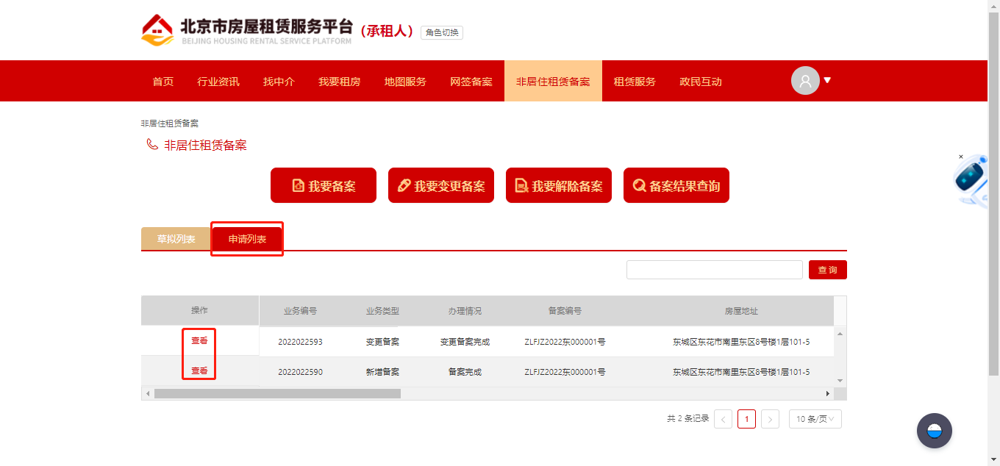 北京市房屋租赁服务平台
BEIJING HOUSING RENTAL SERVICE PLATFORM
(承租人)
角色切换
首页 行业资讯 找中介 我要租房 地图服务 网签备案 非居住租赁备案 租赁服务 政民互动
非居住租赁备案
非居住租赁备案
我要备案 我要变更备案 我要解除备案 备案结果查询
草拟列表 申请列表
查 询
操作 业务编号 业务类型 办理情况 备案编号 房屋地址
查看 2022022593 变更备案 变更备案完成 ZLFJZ2022东000001号 东城区东花市南里东区8号楼1层101-5
查看 2022022590 新增备案 备案完成 ZLFJZ2022东000001号 东城区东花市南里东区8号楼1层101-5
共 2 条记录 1 10 条/页